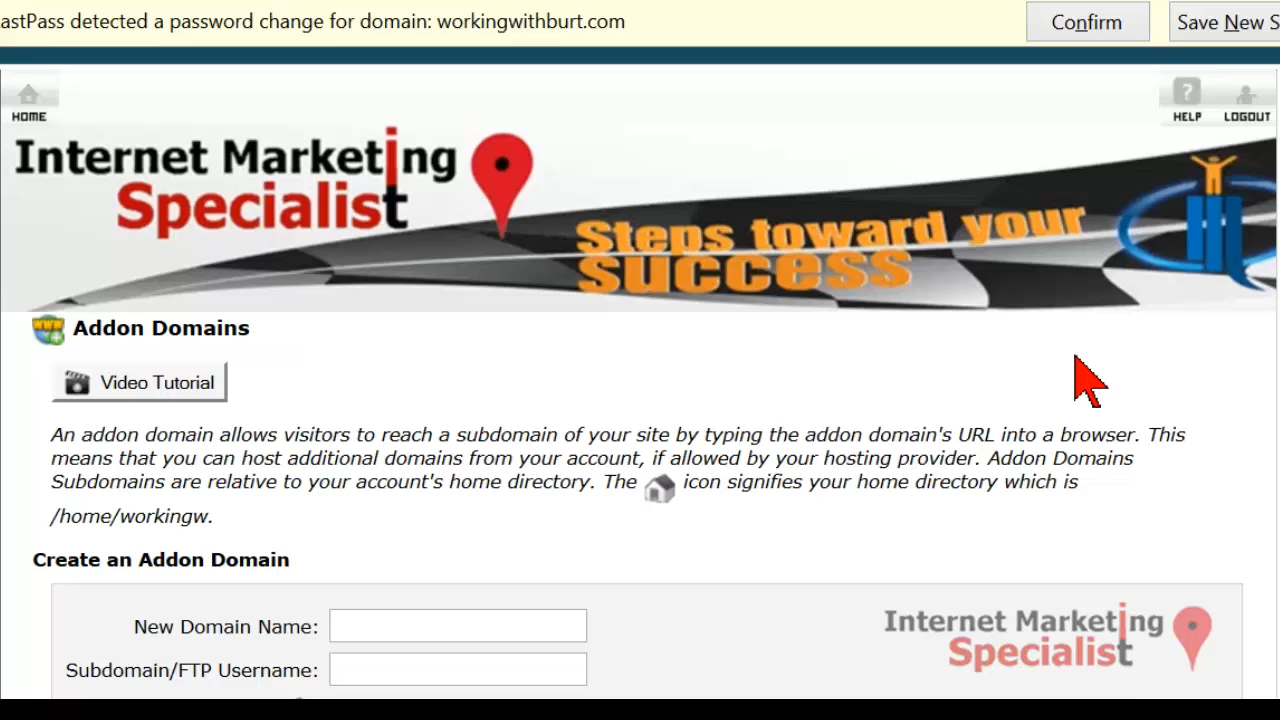 astPass detected a password change for domain: workingwithburt.com
Confirm
Save New S
HOME
?
HELP
LOGOUT
Internet Marketing
Specialist
Steps toward your
success
www
Addon Domains
Video Tutorial
An addon domain allows visitors to reach a subdomain of your site by typing the addon domain's URL into a browser. This
means that you can host additional domains from your account, if allowed by your hosting provider. Addon Domains
Subdomains are relative to your account's home directory. The icon signifies your home directory which is
/home/workingw.
Create an Addon Domain
Internet Marketing
Specialist
New Domain Name:
Subdomain/FTP Username: